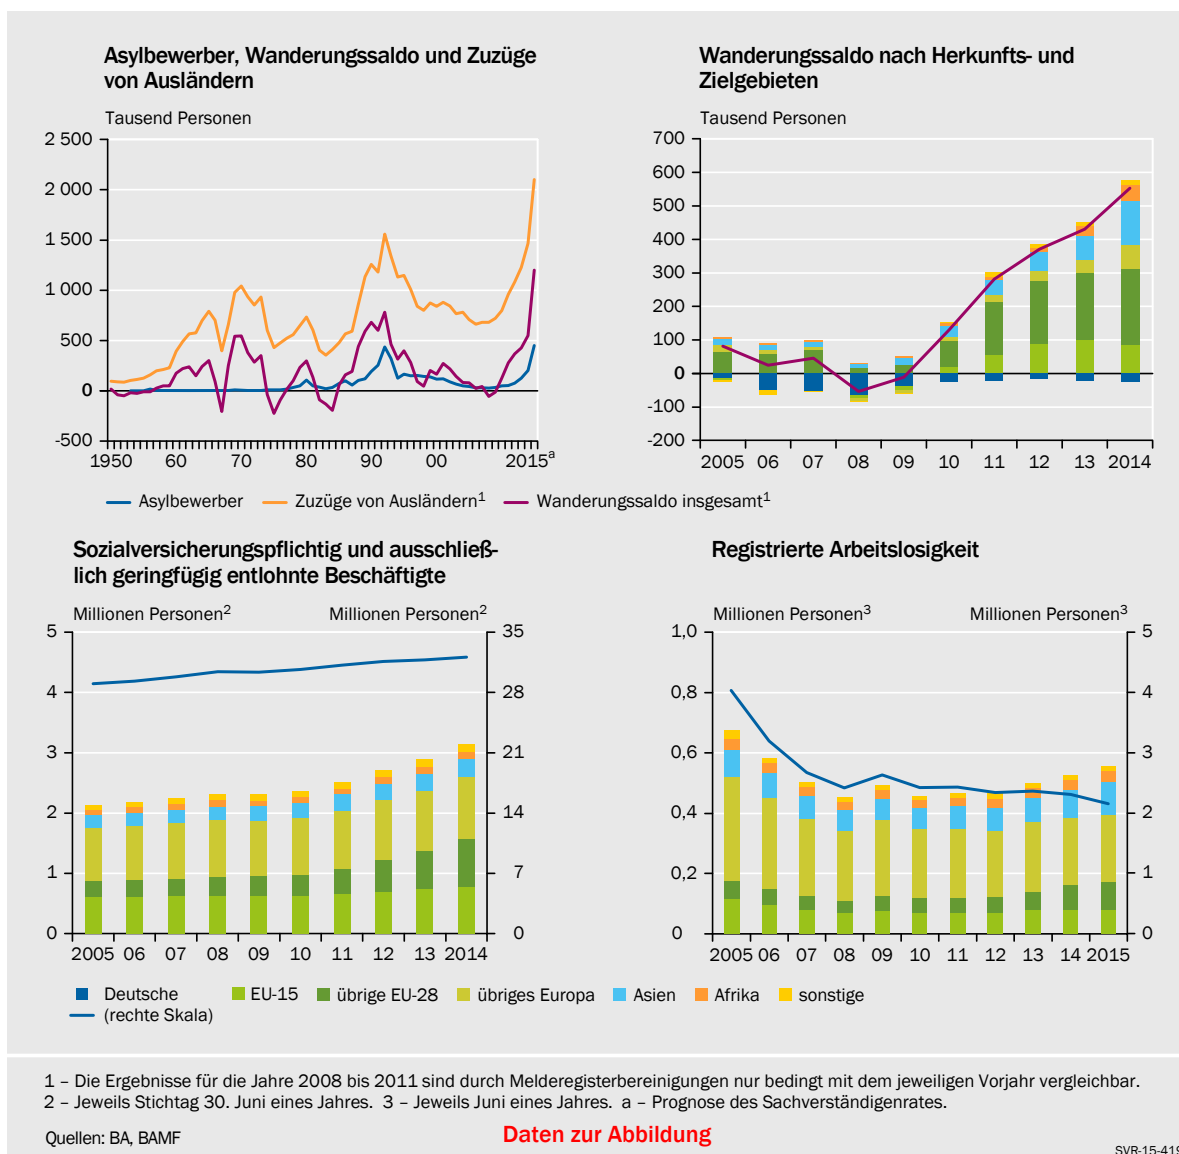 Asylbewerber, Wanderungssaldo und Zuzüge
von Ausländern
Tausend Personen
2 500
2 000
1 500
1 000
500
0
-500
1950 60 70 80 90 00 2015a
Asylbewerber Zuzüge von Ausländern1 Wanderungssaldo insgesamt1
Wanderungssaldo nach Herkunfts- und
Zielgebieten
Tausend Personen
700
600
500
400
300
200
100
0
-100
-200
2005 06 07 08 09 10 11 12 13 2014
Sozialversicherungspflichtig und ausschließ-
lich geringfügig entlohnte Beschäftigte
Millionen Personen2 Millionen Personen2
5 35
4 28
3 21
2 14
1 7
0 0
2005 06 07 08 09 10 11 12 13 2014
Registrierte Arbeitslosigkeit
Millionen Personen3 Millionen Personen3
1,0 5
0,8 4
0,6 3
0,4 2
0,2 1
0 0
2005 06 07 08 09 10 11 12 13 14 2015
Deutsche EU-15 übrige EU-28 übriges Europa Asien Afrika sonstige
(rechte Skala)
1 – Die Ergebnisse für die Jahre 2008 bis 2011 sind durch Melderegisterbereinigungen nur bedingt mit dem jeweiligen Vorjahr vergleichbar.
2 – Jeweils Stichtag 30. Juni eines Jahres. 3 – Jeweils Juni eines Jahres. a – Prognose des Sachverständigenrates.
Quellen: BA, BAMF
Daten zur Abbildung
SVR-15-419